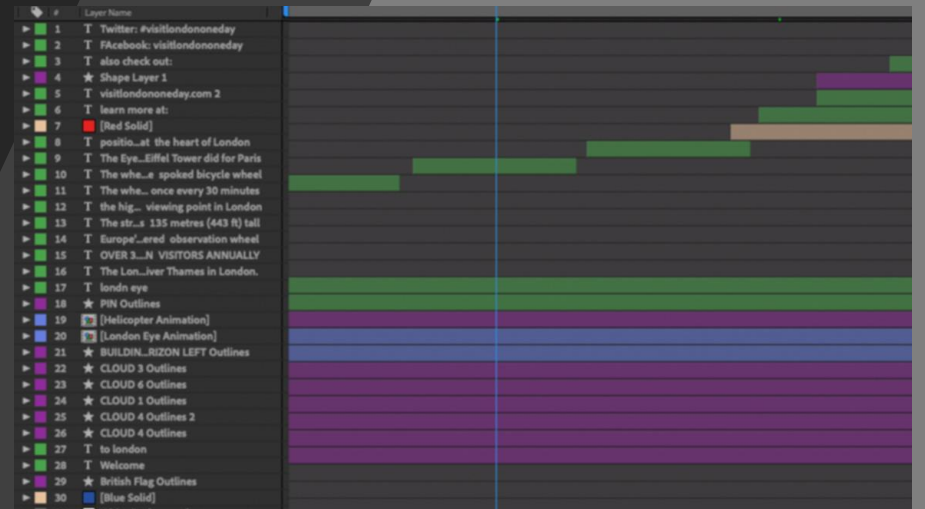 # Layer Name
1 T Twitter: #visitlondononeday
2 T FAcebook: visitlondononeday
3 T also check out:
4 Shape Layer 1
5 T visitlondononeday.com 2
6 T learn more at:
7 [Red Solid]
8 T positio...at the heart of London
9 T The Eye...Eiffel Tower did for Paris
10 T The whe...e spoked bicycle wheel
11 T The whe... once every 30 minutes
12 T the hig... viewing point in London
13 T The str...s 135 metres (443 ft) tall
14 T Europe'...ered observation wheel
15 T OVER 3....N VISITORS ANNUALLY
16 T The Lon...iver Thames in London.
17 T londn eye
18 PIN Outlines
19 [Helicopter Animation]
20 [London Eye Animation]
21 BUILDIN...RIZON LEFT Outlines
22 CLOUD 3 Outlines
23 CLOUD 6 Outlines
24 CLOUD 1 Outlines
25 CLOUD 4 Outlines 2
26 CLOUD 4 Outlines
27 T to london
28 T Welcome
29 British Flag Outlines
30 [Blue Solid]